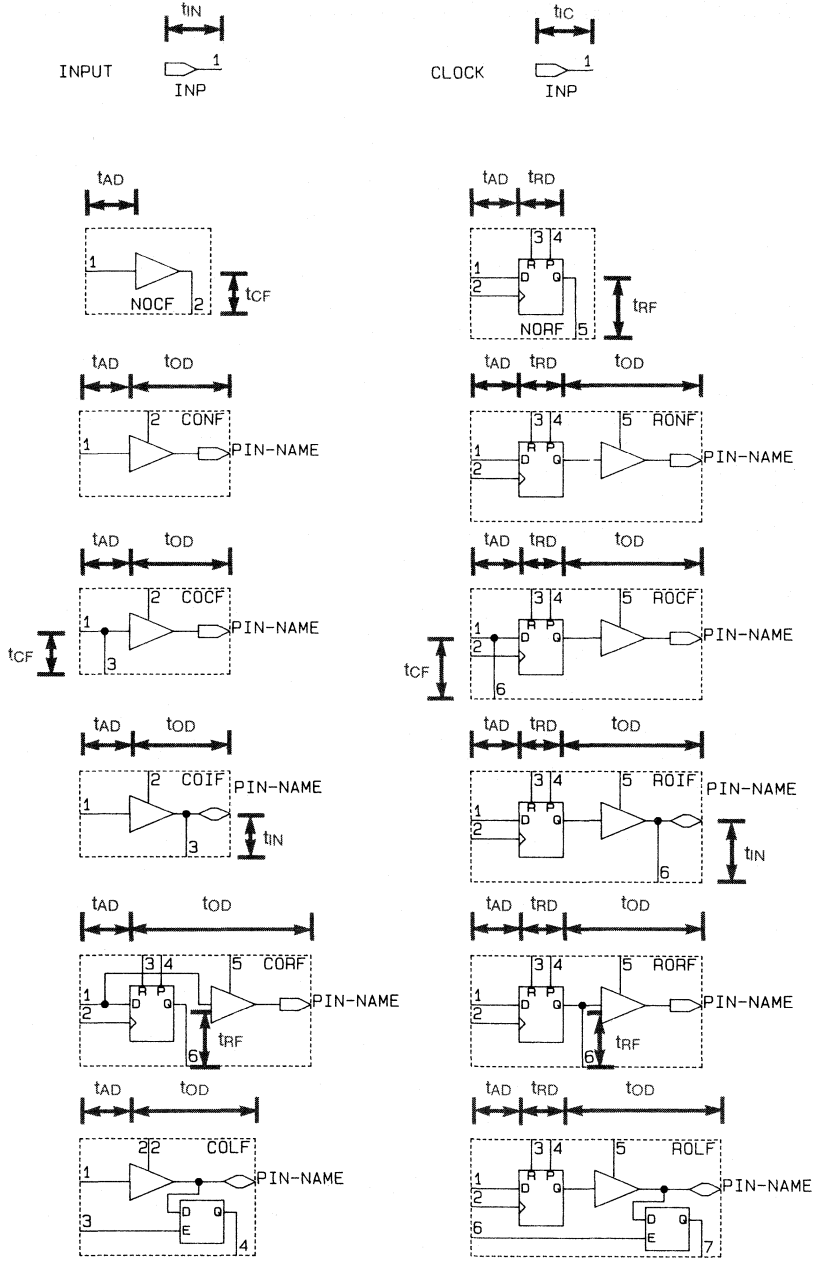 tIN tIC
INPUT 1 CLOCK 1
INP INP
tAD tAD tRD
3 4
1 R P 1 D Q
2
tCF tRF
NOCF 2 NORF 5
tAD tOD tAD tRD tOD
2 CONF 3 4 5 RONF
R P
1 PIN-NAME 1 D Q PIN-NAME
2
tAD tOD tAD tRD tOD
2 COCF 3 4 5 ROCF
R P
1 PIN-NAME 1 D Q PIN-NAME
2
tCF 3 tCF 6
tAD tOD tAD tRD tOD
2 COIF PIN-NAME 3 4 5 ROIF PIN-NAME
R P
1 1 D Q
2
3 tIN 6 tIN
tAD tOD tAD tRD tOD
3 4 5 CORF 3 4 5 RORF
R P R P
1 D Q PIN-NAME 1 D Q PIN-NAME
2 2
6 tRF 6 tRF
tAD tOD tAD tRD tOD
22 COLF 3 4 5 ROLF
R P
1 PIN-NAME 1 D Q PIN-NAME
2
D Q D Q
3 E 6 E
4 7